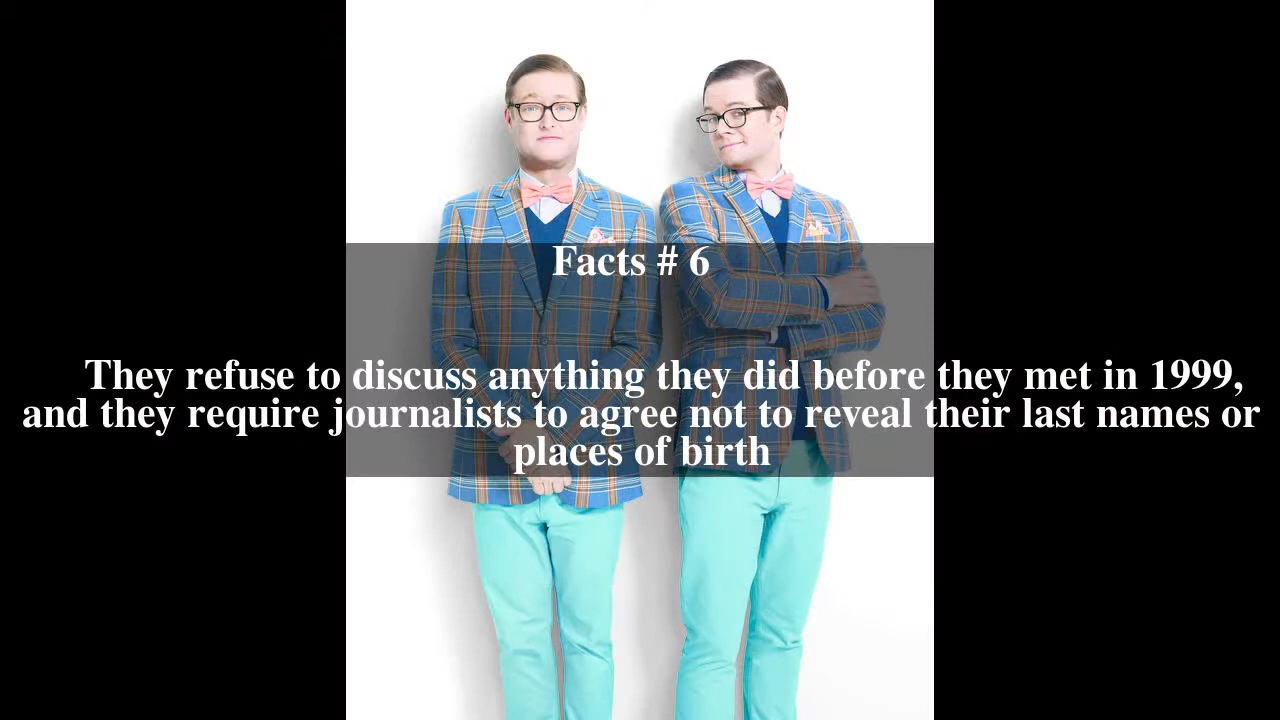 Facts # 6
They refuse to discuss anything they did before they met in 1999,
and they require journalists to agree not to reveal their last names or
places of birth